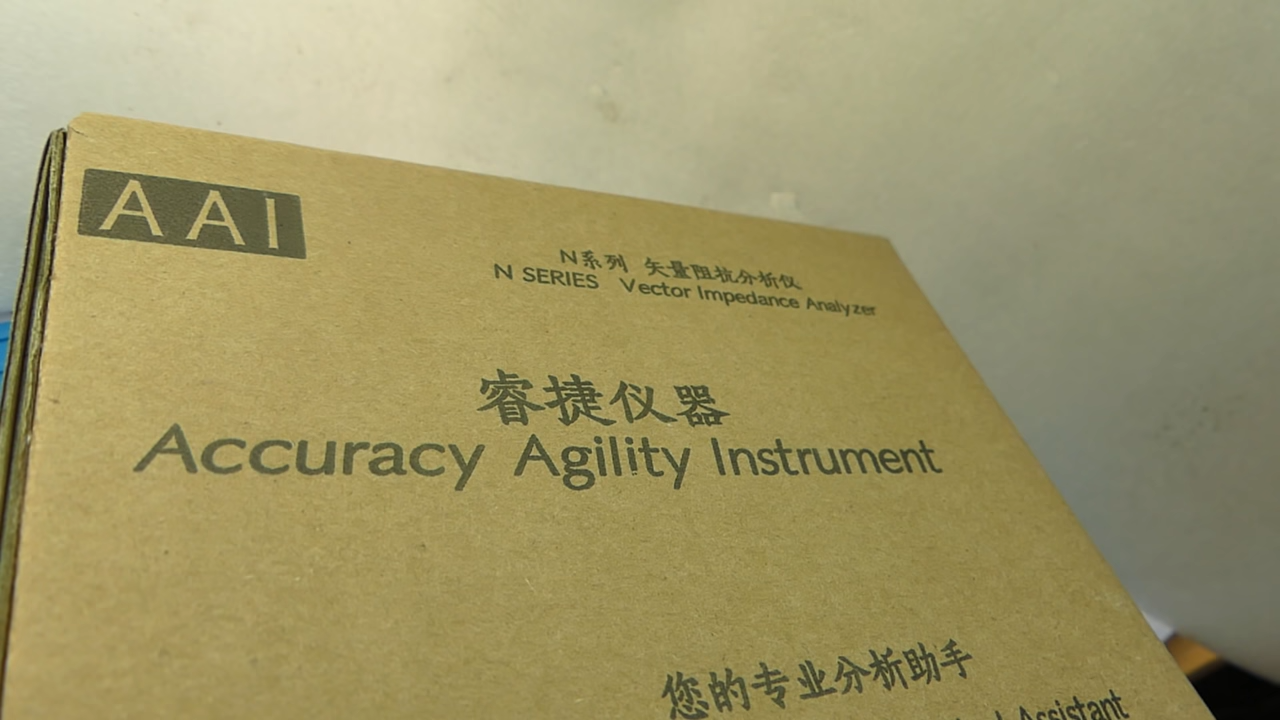 AAI
N系列 矢量阻抗分析仪
N SERIES Vector Impedance Analyzer
睿捷仪器
Accuracy Agility Instrument
您的专业分析助手
Assistant